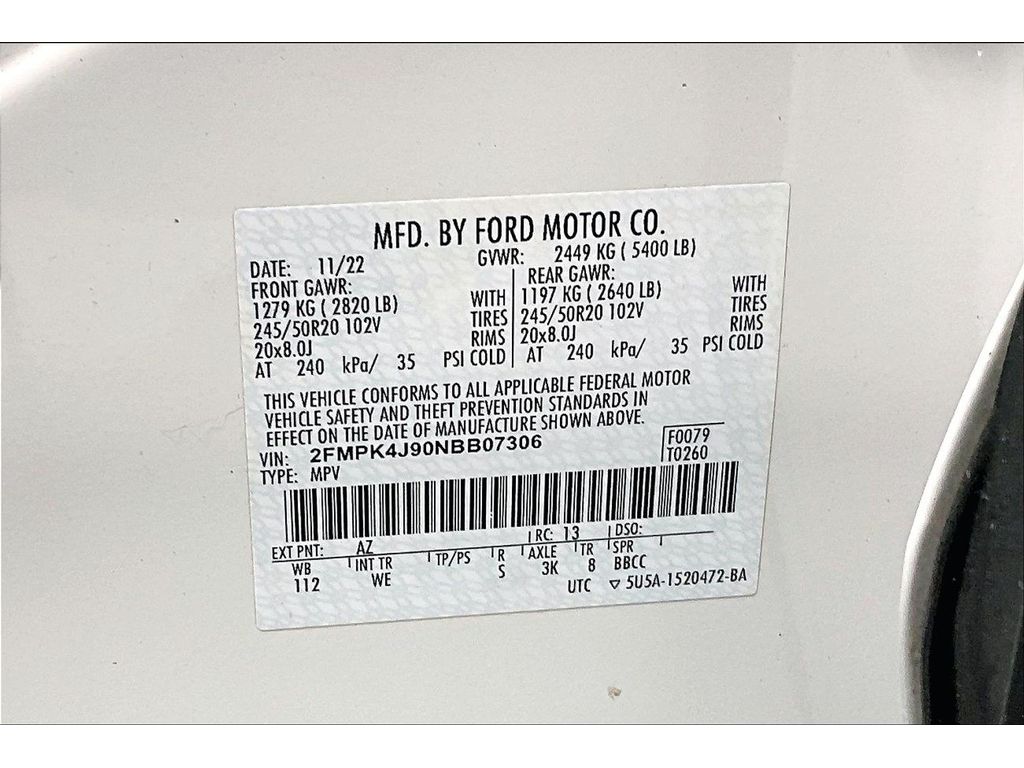 MFD. BY FORD MOTOR CO.
DATE: 11/22 GVWR: 2449 KG ( 5400 LB)
FRONT GAWR: REAR GAWR:
1279 KG ( 2820 LB) WITH 1197 KG ( 2640 LB) WITH
245/50R20 102V TIRES 245/50R20 102V TIRES
20x8.0J RIMS 20x8.0J RIMS
AT 240 kPa/ 35 PSI COLD AT 240 kPa/ 35 PSI COLD
THIS VEHICLE CONFORMS TO ALL APPLICABLE FEDERAL MOTOR
VEHICLE SAFETY AND THEFT PREVENTION STANDARDS IN
EFFECT ON THE DATE OF MANUFACTURE SHOWN ABOVE.
VIN: 2FMPK4J90NBB07306 F0079
TYPE: MPV T0260
EXT PNT: AZ RC: 13 DSO:
WB INT TR TP/PS R AXLE TR SPR
112 WE S 3K 8 BBCC
UTC ▽ 5U5A-1520472-BA